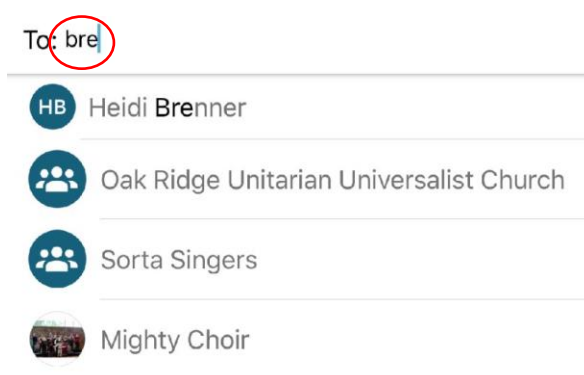 To: bre
HB Heidi Brenner
Oak Ridge Unitarian Universalist Church
Sorta Singers
Mighty Choir